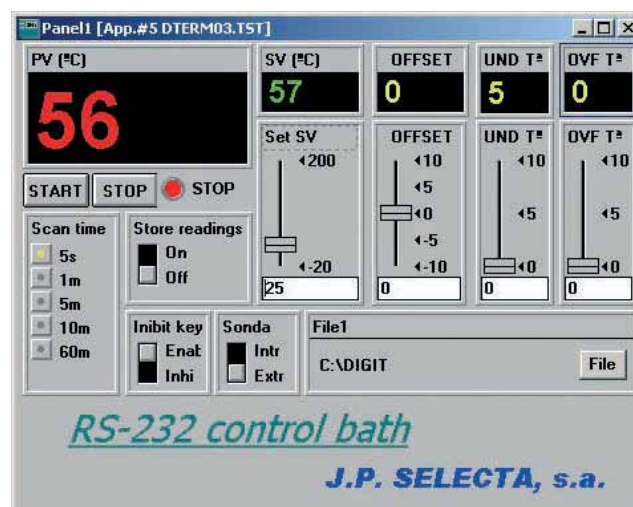 Panel1 [App.#5 DTERM03.TST]
PV (ºC)
SV (ºC)
OFFSET
UND Tª
OVF Tª
56
57
0
5
0
Set SV
OFFSET
UND Tª
OVF Tª
200
10
10
10
5
0
5
5
-5
-20
-10
0
0
25
0
0
0
START
STOP
STOP
Scan time
5s
1m
5m
10m
60m
Store readings
On
Off
Inibit key
Enat
Inhi
Sonda
Intr
Extr
File1
C:\DIGIT
File
RS-232 control bath
J.P. SELECTA, s.a.